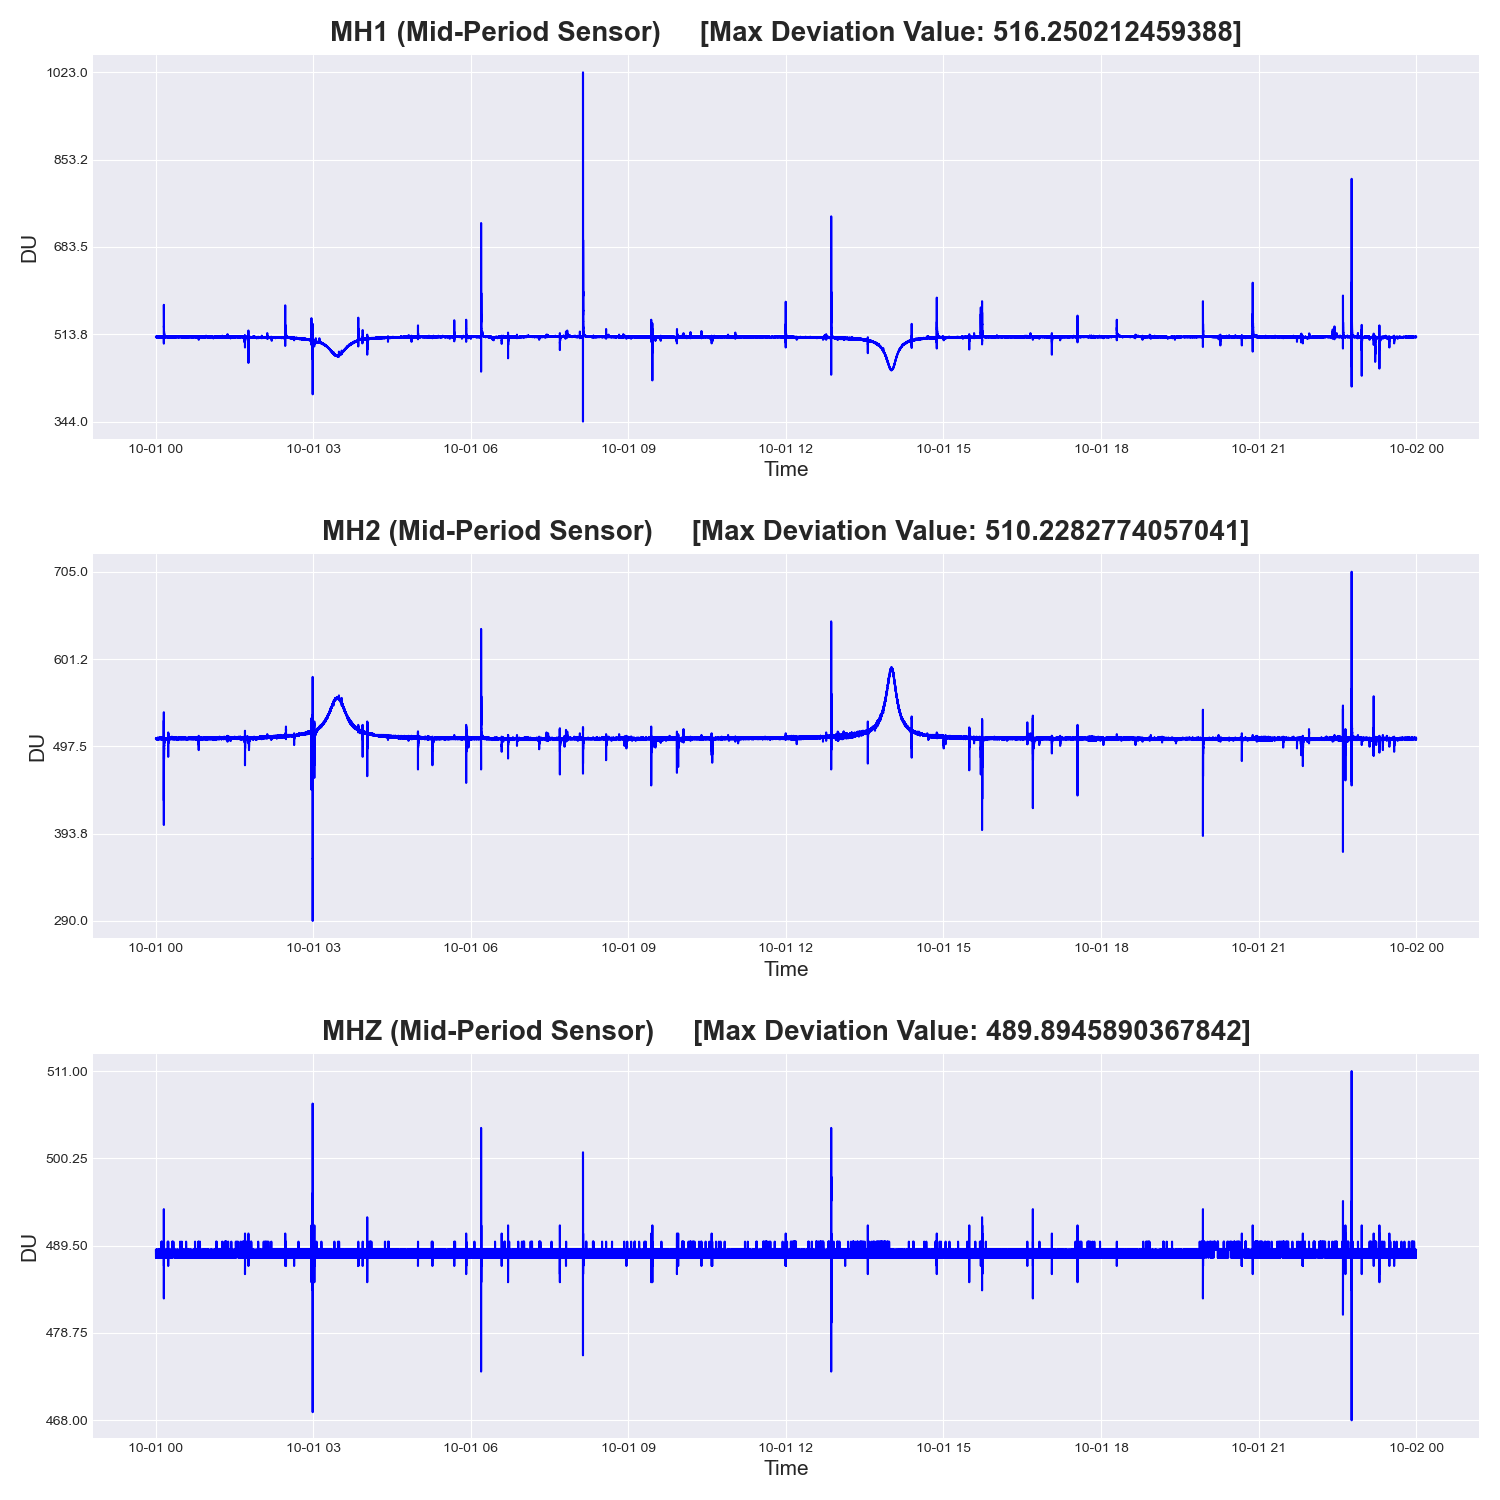 MH1 (Mid-Period Sensor) [Max Deviation Value: 516.250212459388]
1023.0
853.2
683.5
513.8
344.0
DU
10-01 00 10-01 03 10-01 06 10-01 09 10-01 12 10-01 15 10-01 18 10-01 21 10-02 00
Time
MH2 (Mid-Period Sensor) [Max Deviation Value: 510.2282774057041]
705.0
601.2
497.5
393.8
290.0
DU
10-01 00 10-01 03 10-01 06 10-01 09 10-01 12 10-01 15 10-01 18 10-01 21 10-02 00
Time
MHZ (Mid-Period Sensor) [Max Deviation Value: 489.8945890367842]
511.00
500.25
489.50
478.75
468.00
DU
10-01 00 10-01 03 10-01 06 10-01 09 10-01 12 10-01 15 10-01 18 10-01 21 10-02 00
Time